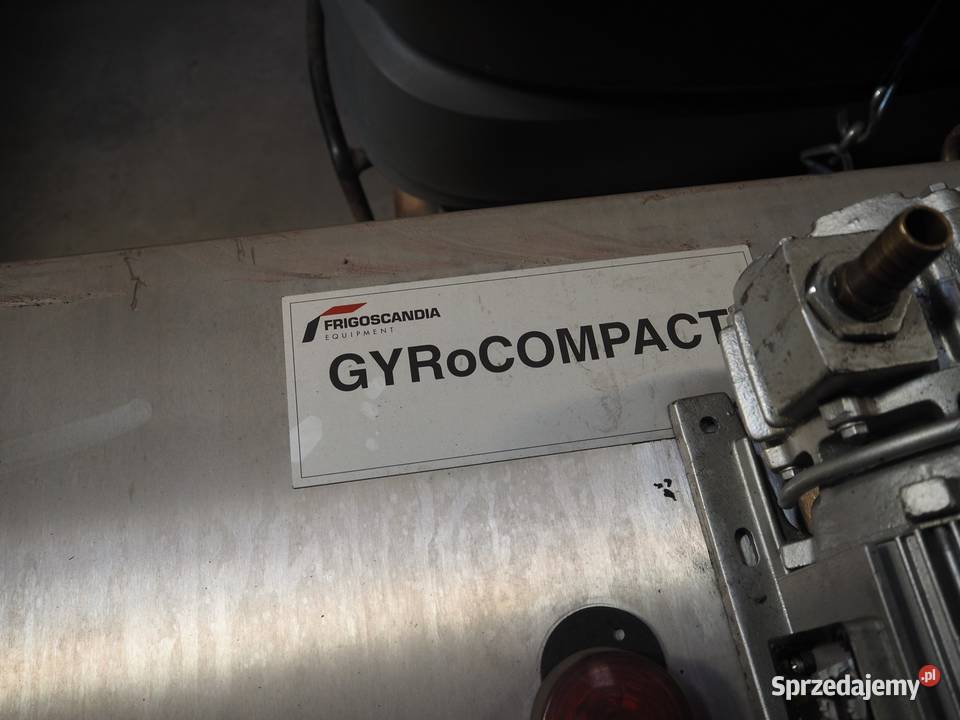 FRIGOSCANDIA
EQUIPMENT
GYRoCOMPACT
Sprzedajemy.pl